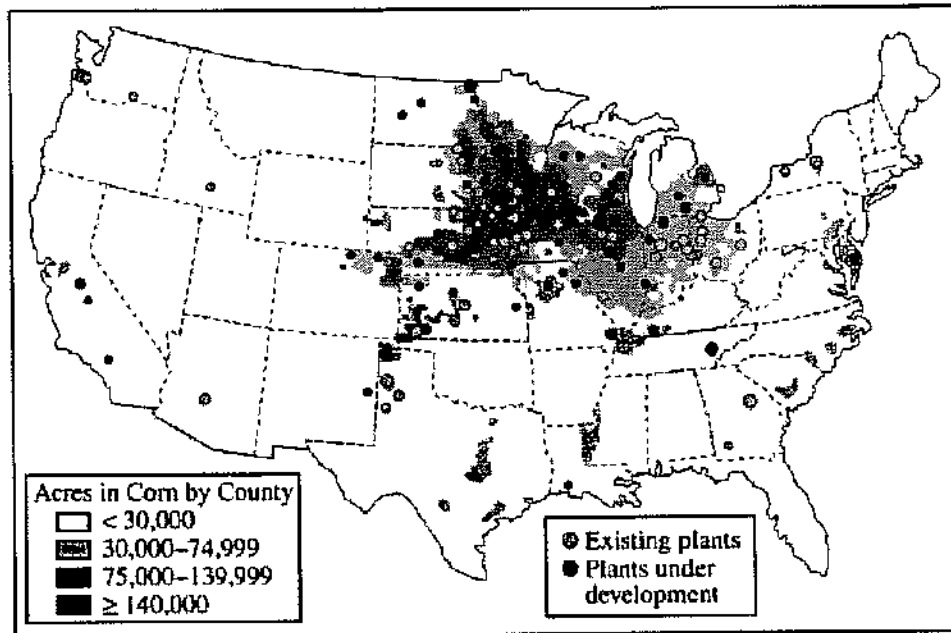 Acres in Corn by County
< 30,000
30,000–74,999
75,000–139,999
≥ 140,000
Existing plants
Plants under
development